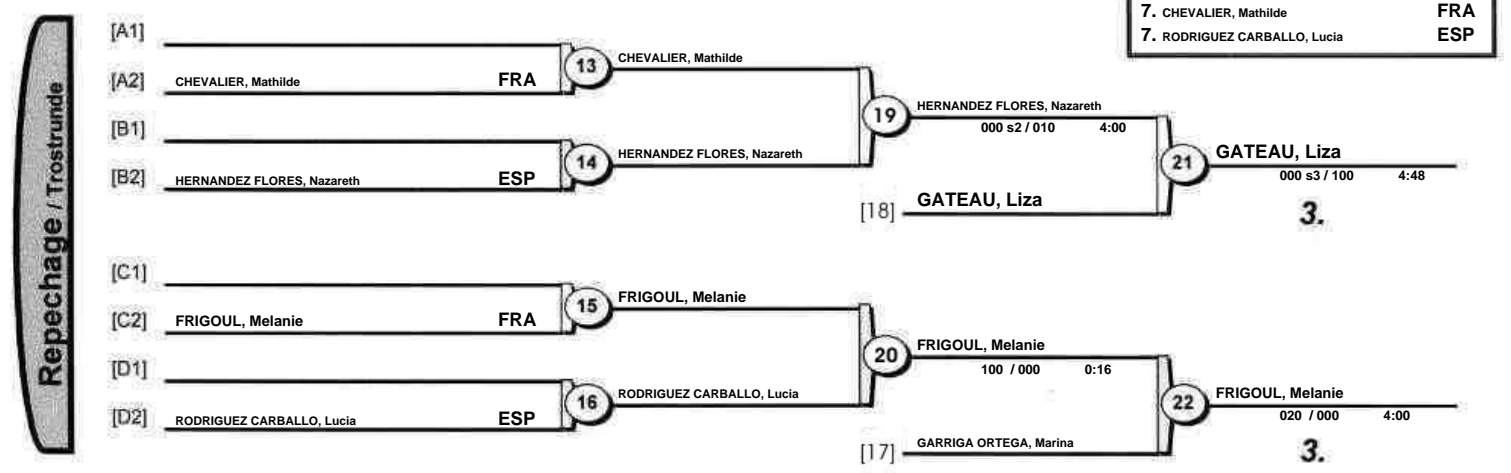 7. CHEVALIER, Mathilde FRA
7. RODRIGUEZ CARBALLO, Lucia ESP
Repechage / Trostrunde
[A1]
[A2] CHEVALIER, Mathilde FRA
13 CHEVALIER, Mathilde
[B1]
[B2] HERNANDEZ FLORES, Nazareth ESP
14 HERNANDEZ FLORES, Nazareth
19 HERNANDEZ FLORES, Nazareth
000 s2 / 010 4:00
[18] GATEAU, Liza
21 GATEAU, Liza
000 s3 / 100 4:48
3.
[C1]
[C2] FRIGOUL, Melanie FRA
15 FRIGOUL, Melanie
[D1]
[D2] RODRIGUEZ CARBALLO, Lucia ESP
16 RODRIGUEZ CARBALLO, Lucia
20 FRIGOUL, Melanie
100 / 000 0:16
[17] GARRIGA ORTEGA, Marina
22 FRIGOUL, Melanie
020 / 000 4:00
3.